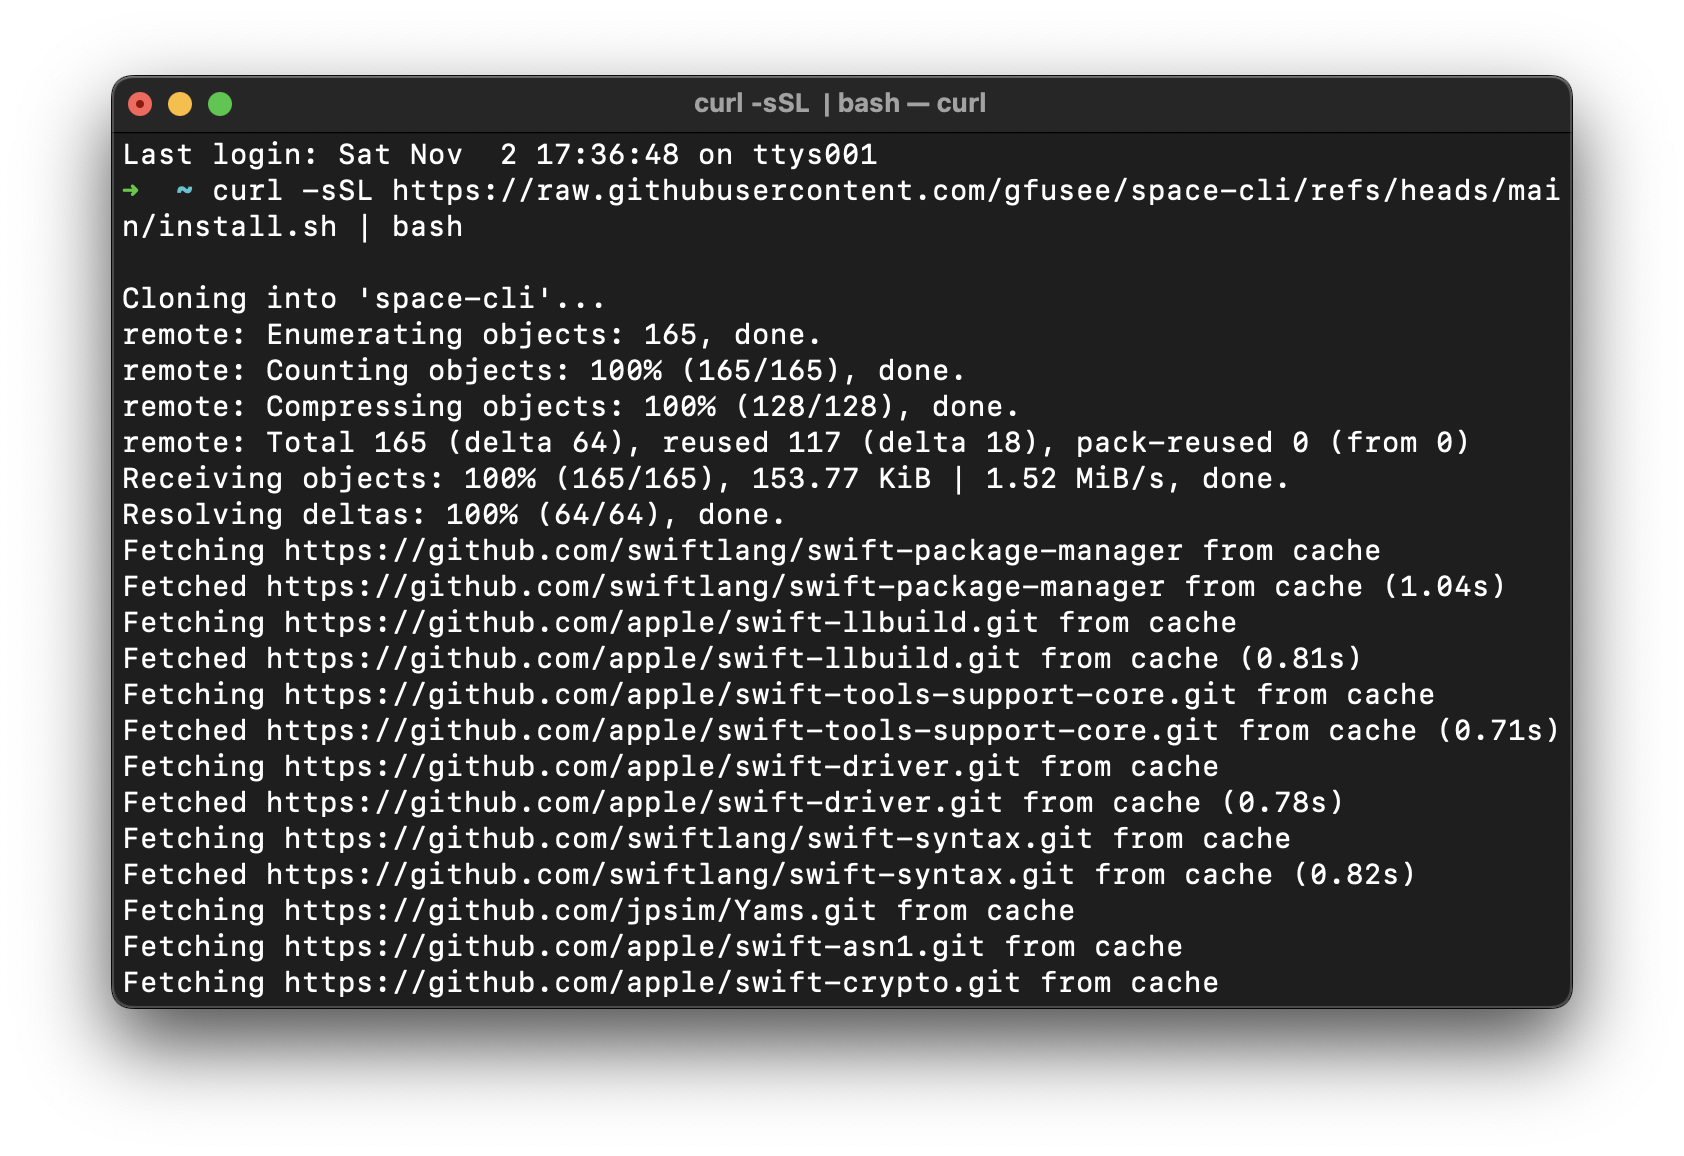 curl -sSL | bash — curl
Last login: Sat Nov  2 17:36:48 on ttys001
➜  ~ curl -sSL https://raw.githubusercontent.com/gfusee/space-cli/refs/heads/mai
n/install.sh | bash

Cloning into 'space-cli'...
remote: Enumerating objects: 165, done.
remote: Counting objects: 100% (165/165), done.
remote: Compressing objects: 100% (128/128), done.
remote: Total 165 (delta 64), reused 117 (delta 18), pack-reused 0 (from 0)
Receiving objects: 100% (165/165), 153.77 KiB | 1.52 MiB/s, done.
Resolving deltas: 100% (64/64), done.
Fetching https://github.com/swiftlang/swift-package-manager from cache
Fetched https://github.com/swiftlang/swift-package-manager from cache (1.04s)
Fetching https://github.com/apple/swift-llbuild.git from cache
Fetched https://github.com/apple/swift-llbuild.git from cache (0.81s)
Fetching https://github.com/apple/swift-tools-support-core.git from cache
Fetched https://github.com/apple/swift-tools-support-core.git from cache (0.71s)
Fetching https://github.com/apple/swift-driver.git from cache
Fetched https://github.com/apple/swift-driver.git from cache (0.78s)
Fetching https://github.com/swiftlang/swift-syntax.git from cache
Fetched https://github.com/swiftlang/swift-syntax.git from cache (0.82s)
Fetching https://github.com/jpsim/Yams.git from cache
Fetching https://github.com/apple/swift-asn1.git from cache
Fetching https://github.com/apple/swift-crypto.git from cache